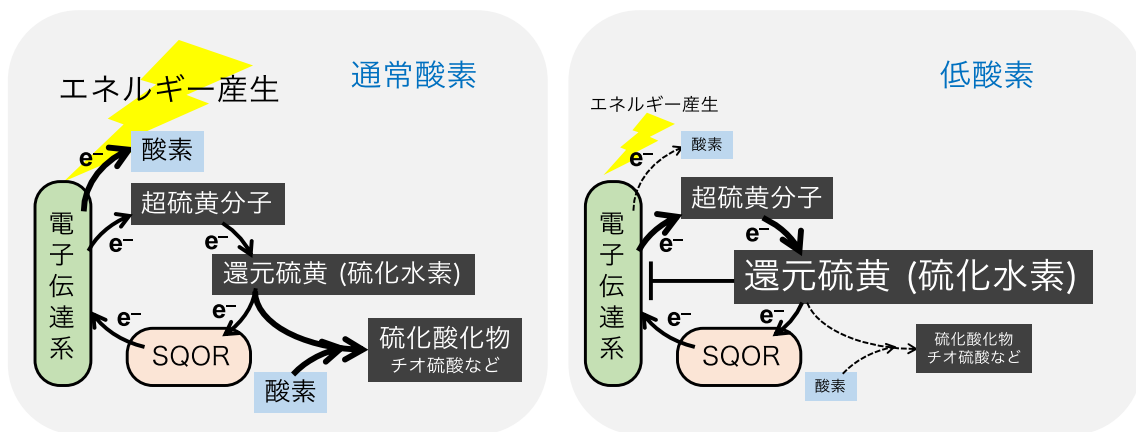 通常酸素
エネルギー産生
e⁻
酸素
超硫黄分子
e⁻
e⁻
還元硫黄 (硫化水素)
電子伝達系
e⁻
e⁻
SQOR
硫化酸化物
チオ硫酸など
酸素
低酸素
エネルギー産生
e⁻
酸素
超硫黄分子
e⁻
e⁻
還元硫黄 (硫化水素)
電子伝達系
e⁻
e⁻
SQOR
硫化酸化物
チオ硫酸など
酸素